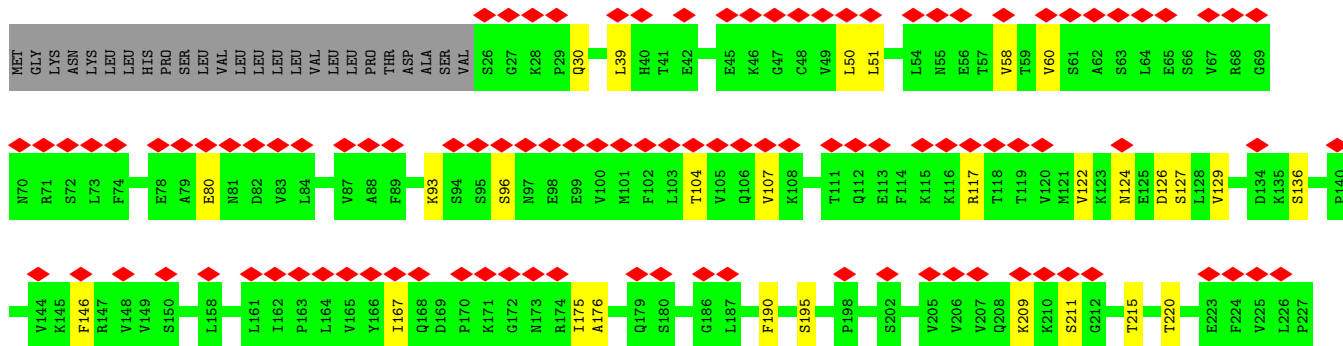 MET GLY LYS ASN LYS LEU LEU HIS PRO SER LEU VAL LEU LEU LEU LEU VAL LEU LEU PRO THR ASP ALA SER VAL S26 G27 K28 P29 Q30 L39 H40 T41 E42 E45 K46 G47 C48 V49 L50 L51 L54 N55 E56 T57 V58 T59 V60 S61 A62 S63 L64 E65 S66 V67 R68 G69
N70 R71 S72 L73 F74 E78 A79 E80 N81 D82 V83 L84 V87 A88 F89 K93 S94 S95 S96 N97 E98 E99 V100 M101 F102 L103 T104 V105 Q106 V107 K108 T111 Q112 E113 F114 K115 K116 R117 T118 T119 V120 M121 V122 K123 N124 E125 D126 S127 L128 V129 D134 K135 S136 P140
V144 K145 F146 R147 V148 V149 S150 L158 L161 I162 P163 L164 V165 Y166 I167 Q168 D169 P170 K171 G172 N173 R174 I175 A176 Q179 S180 G186 L187 F190 S195 P198 S202 V205 V206 V207 Q208 K209 K210 S211 G212 T215 T220 E223 F224 V225 L226 P227